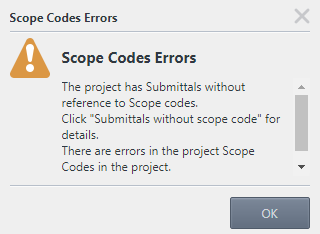 Scope Codes Errors
Scope Codes Errors
The project has Submittals without
reference to Scope codes.
Click "Submittals without scope code" for
details.
There are errors in the project Scope
Codes in the project.
OK